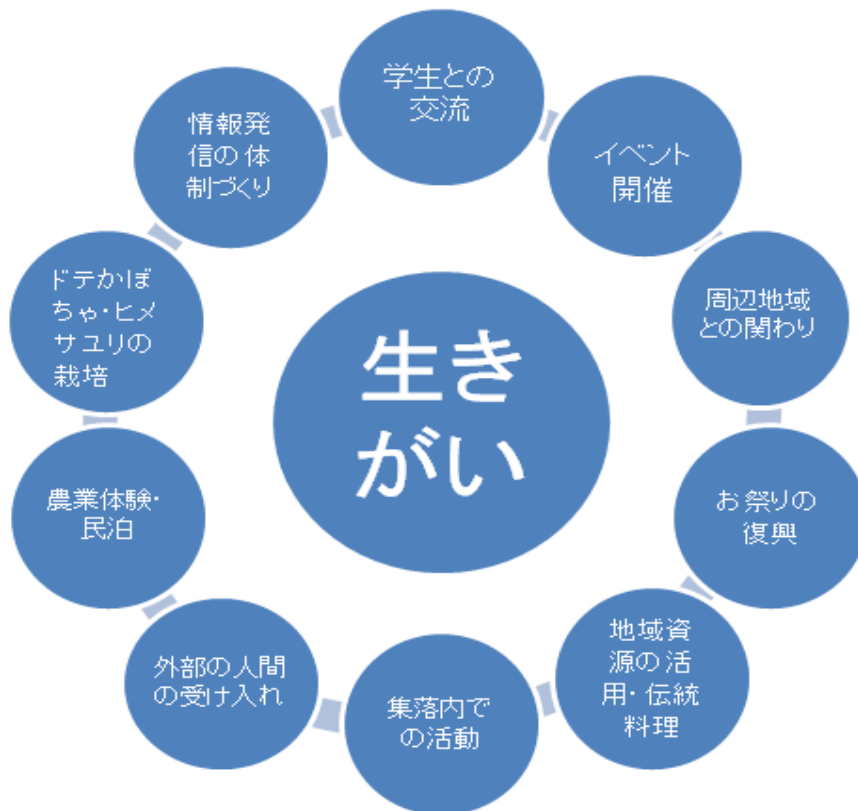 学生との
交流
イベント
開催
周辺地域
との関わり
お祭りの
復興
地域資
源の活
用・伝統
料理
集落内で
の活動
外部の人間
の受け入れ
農業体験・
民泊
ドテかぼ
ちゃ・ヒメ
サユリの
栽培
情報発
信の体
制づくり
生き
がい